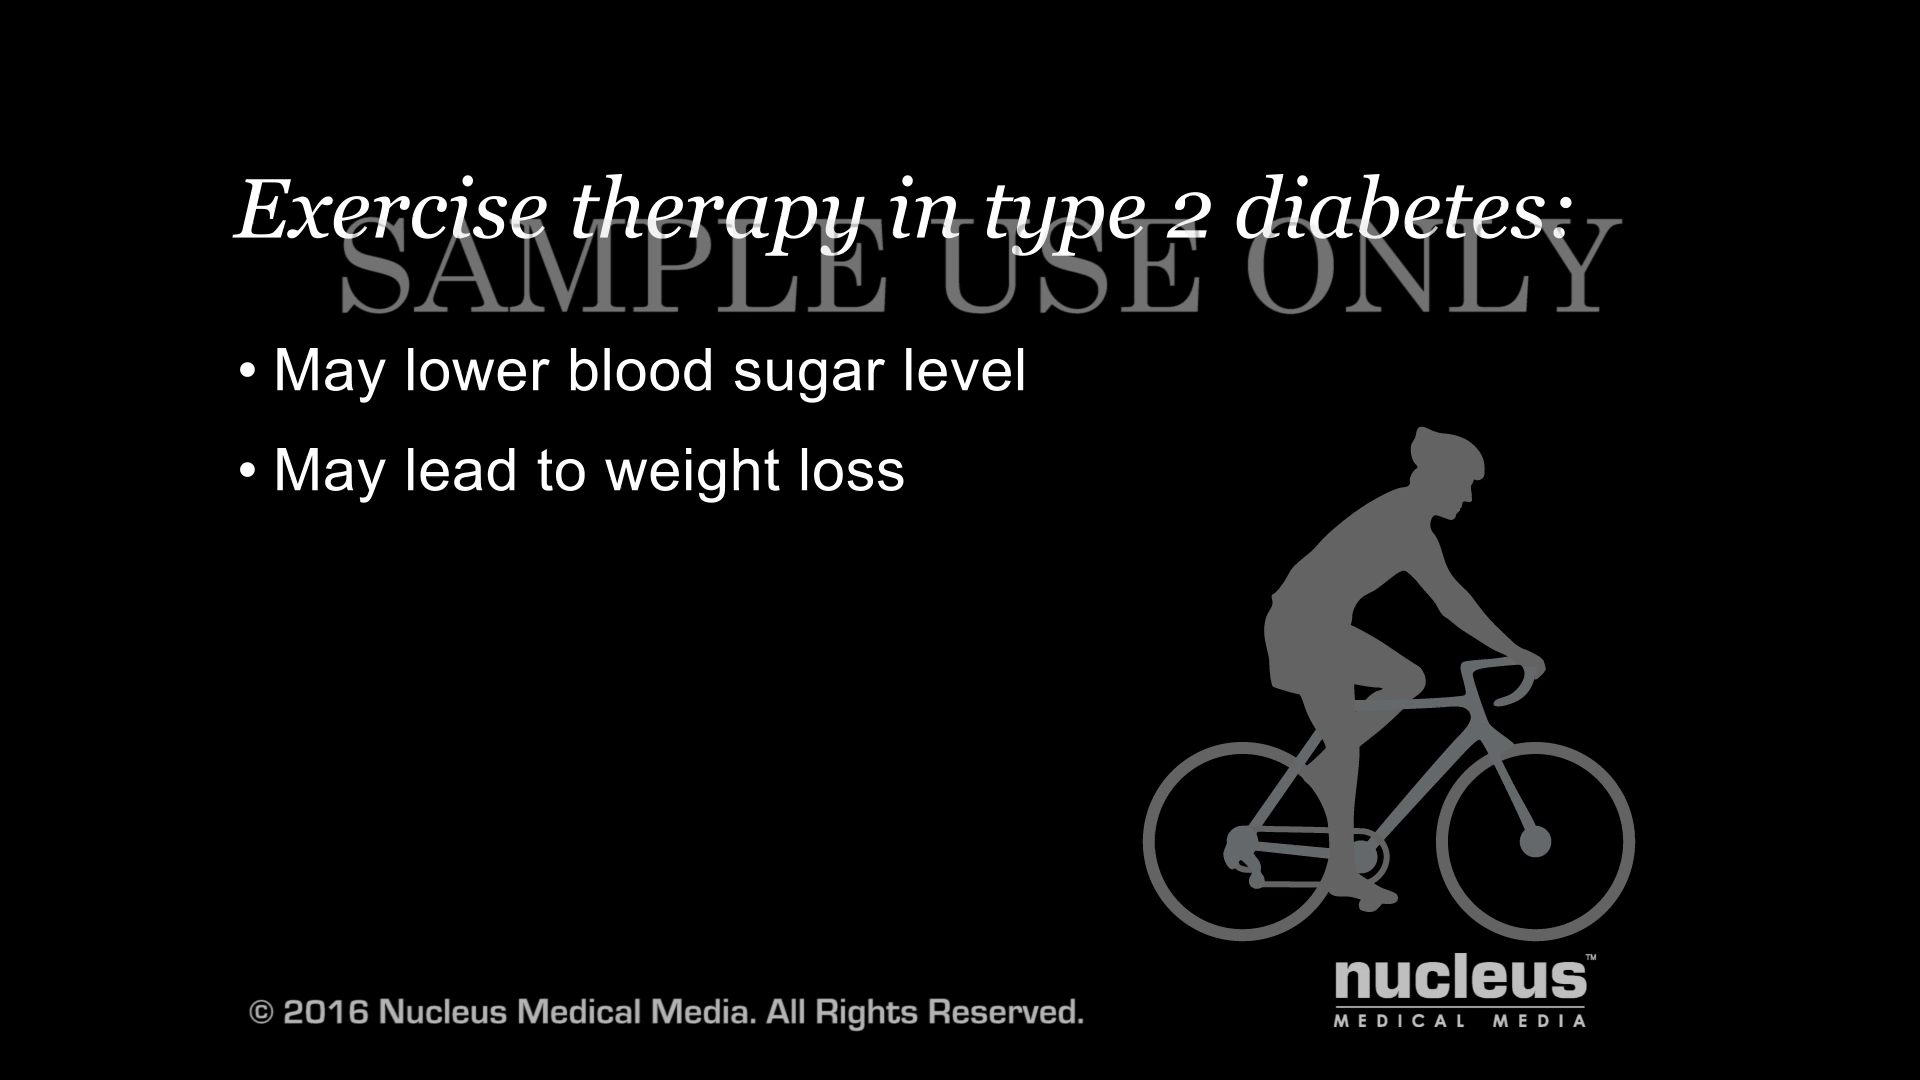 Exercise therapy in type 2 diabetes:
SAMPLE USE ONLY
• May lower blood sugar level
• May lead to weight loss
nucleus™
MEDICAL MEDIA
© 2016 Nucleus Medical Media. All Rights Reserved.